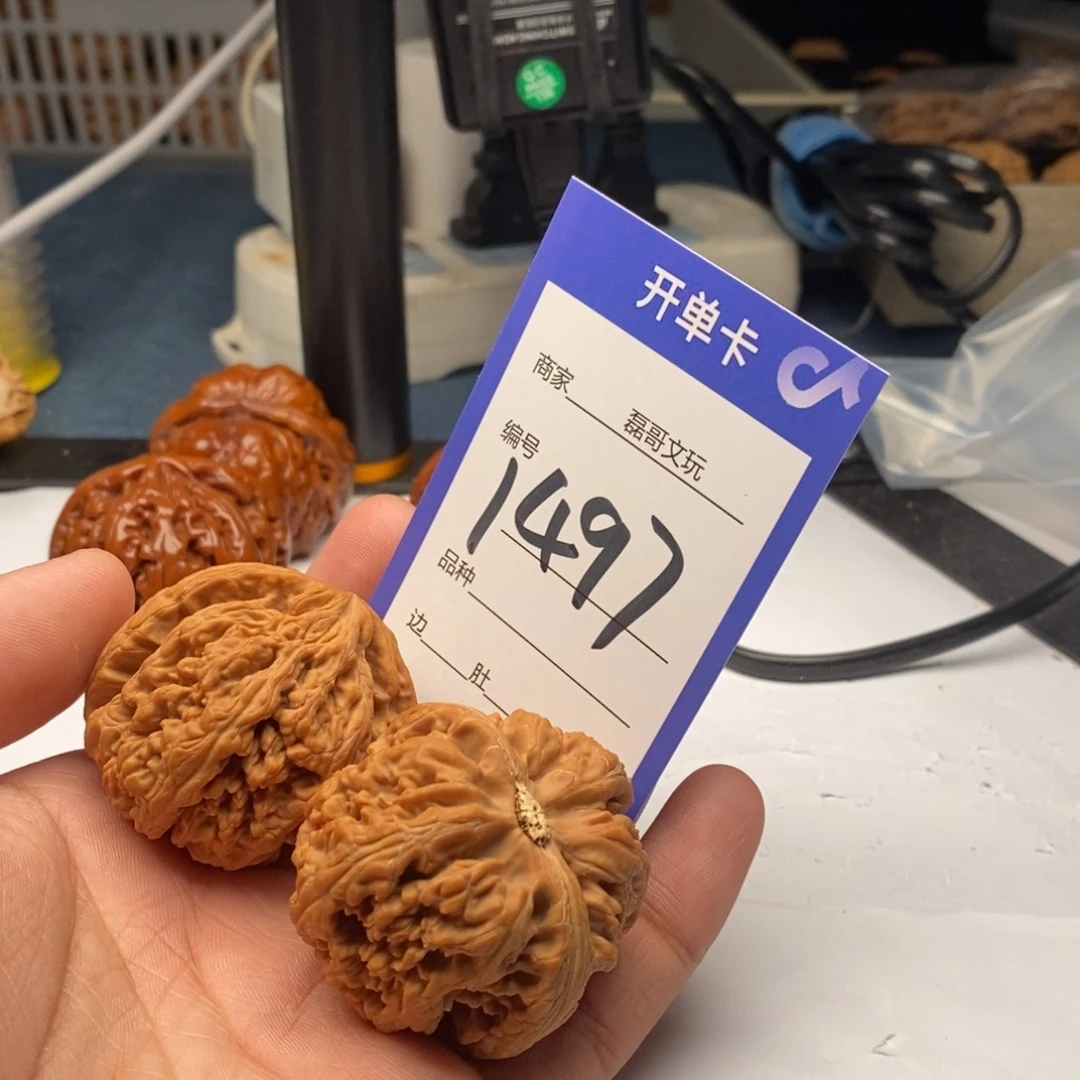 开单卡
商家 磊哥文玩
编号
1497
品种
边 肚